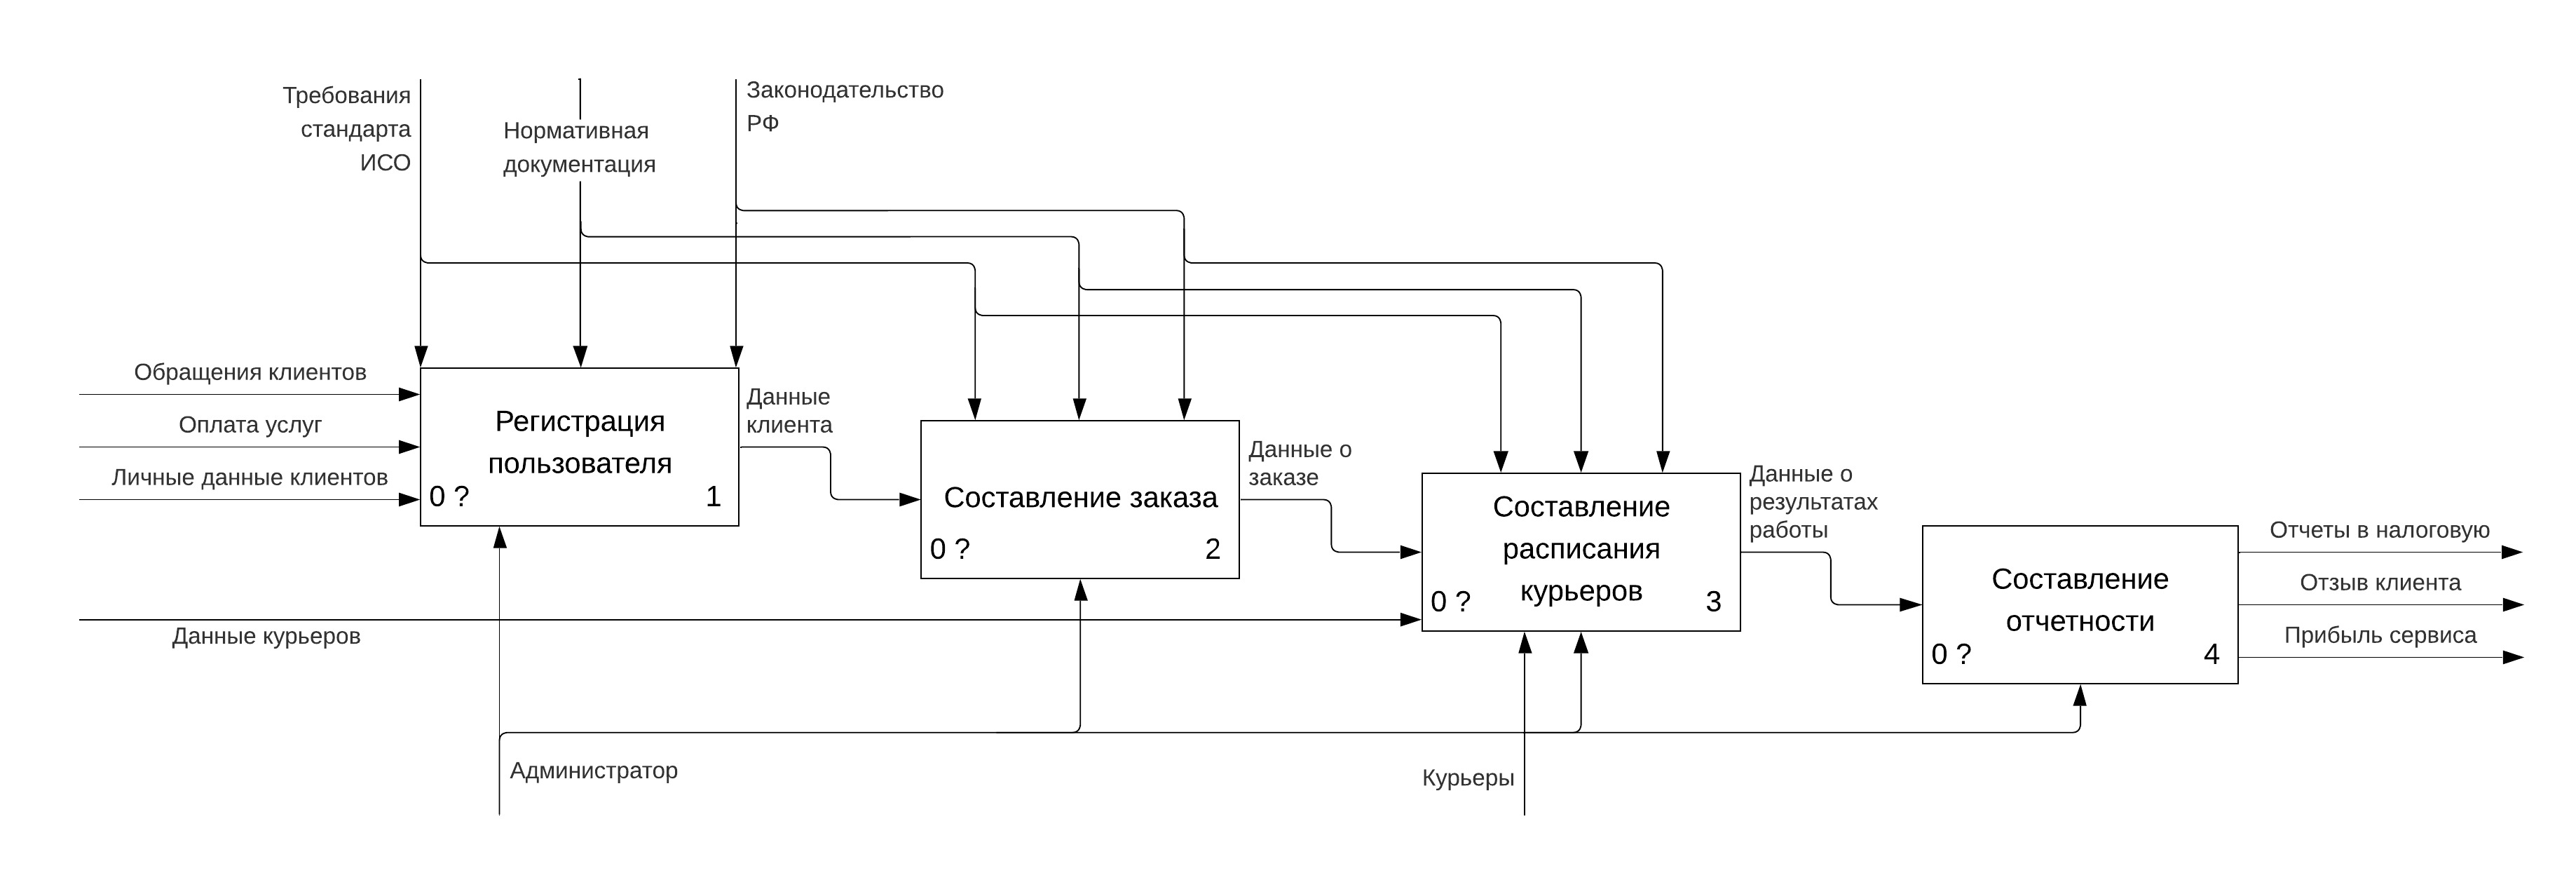 Требования
стандарта
ИСО
Нормативная
документация
Законодательство
РФ
Обращения клиентов
Оплата услуг
Личные данные клиентов
Регистрация
пользователя
0 ?
1
Данные
клиента
Составление заказа
0 ?
2
Данные о
заказе
Составление
расписания
курьеров
0 ?
3
Данные о
результатах
работы
Составление
отчетности
0 ?
4
Отчеты в налоговую
Отзыв клиента
Прибыль сервиса
Данные курьеров
Администратор
Курьеры